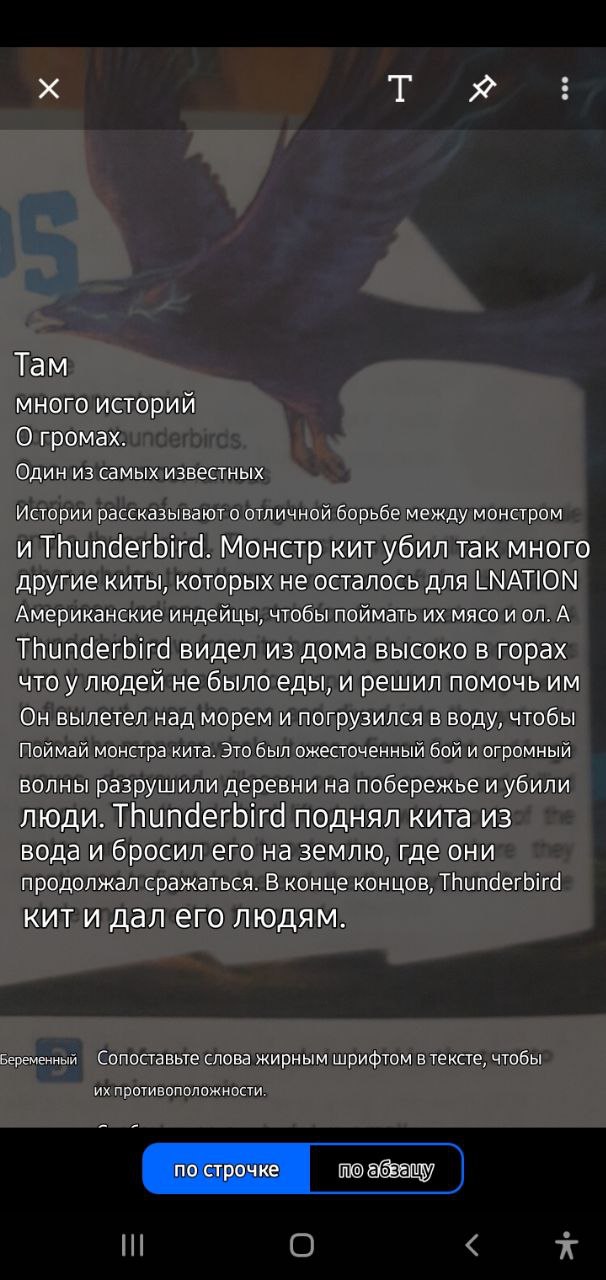 DS
Там
много историй
О громах.
unterbirds.
Один из самых известных
Истории рассказывают о отличной борьбе между монстром
и Thunderbird. Монстр кит убил так много
другие киты, которых не осталось для LNATION
Американские индейцы, чтобы поймать их мясо и ол. А
Thunderbird видел из дома высоко в горах
что у людей не было еды, и решил помочь им
Он вылетел над морем и погрузился в воду, чтобы
Поймай монстра кита. Это был ожесточенный бой и огромный
волны разрушили деревни на побережье и убили
люди. Thunderbird поднял кита из
вода и бросил его на землю, где они
продолжал сражаться. В конце концов, Thunderbird
кит и дал его людям.
Беременный Сопоставьте слова жирным шрифтом в тексте, чтобы
их противоположности.
по строчке по абзацу